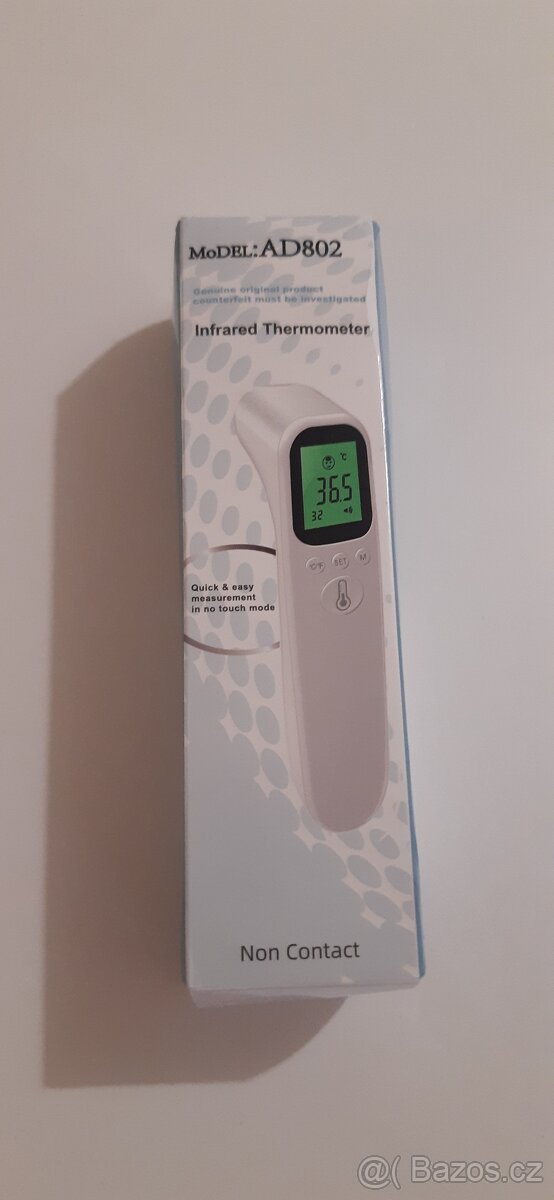 MoDEL:AD802
Genuine original product
counterfeit must be investigated
Infrared Thermometer
°C
36.5
32
°C/°F SET M
Quick & easy
measurement
in no touch mode
Non Contact
@( Bazos.cz